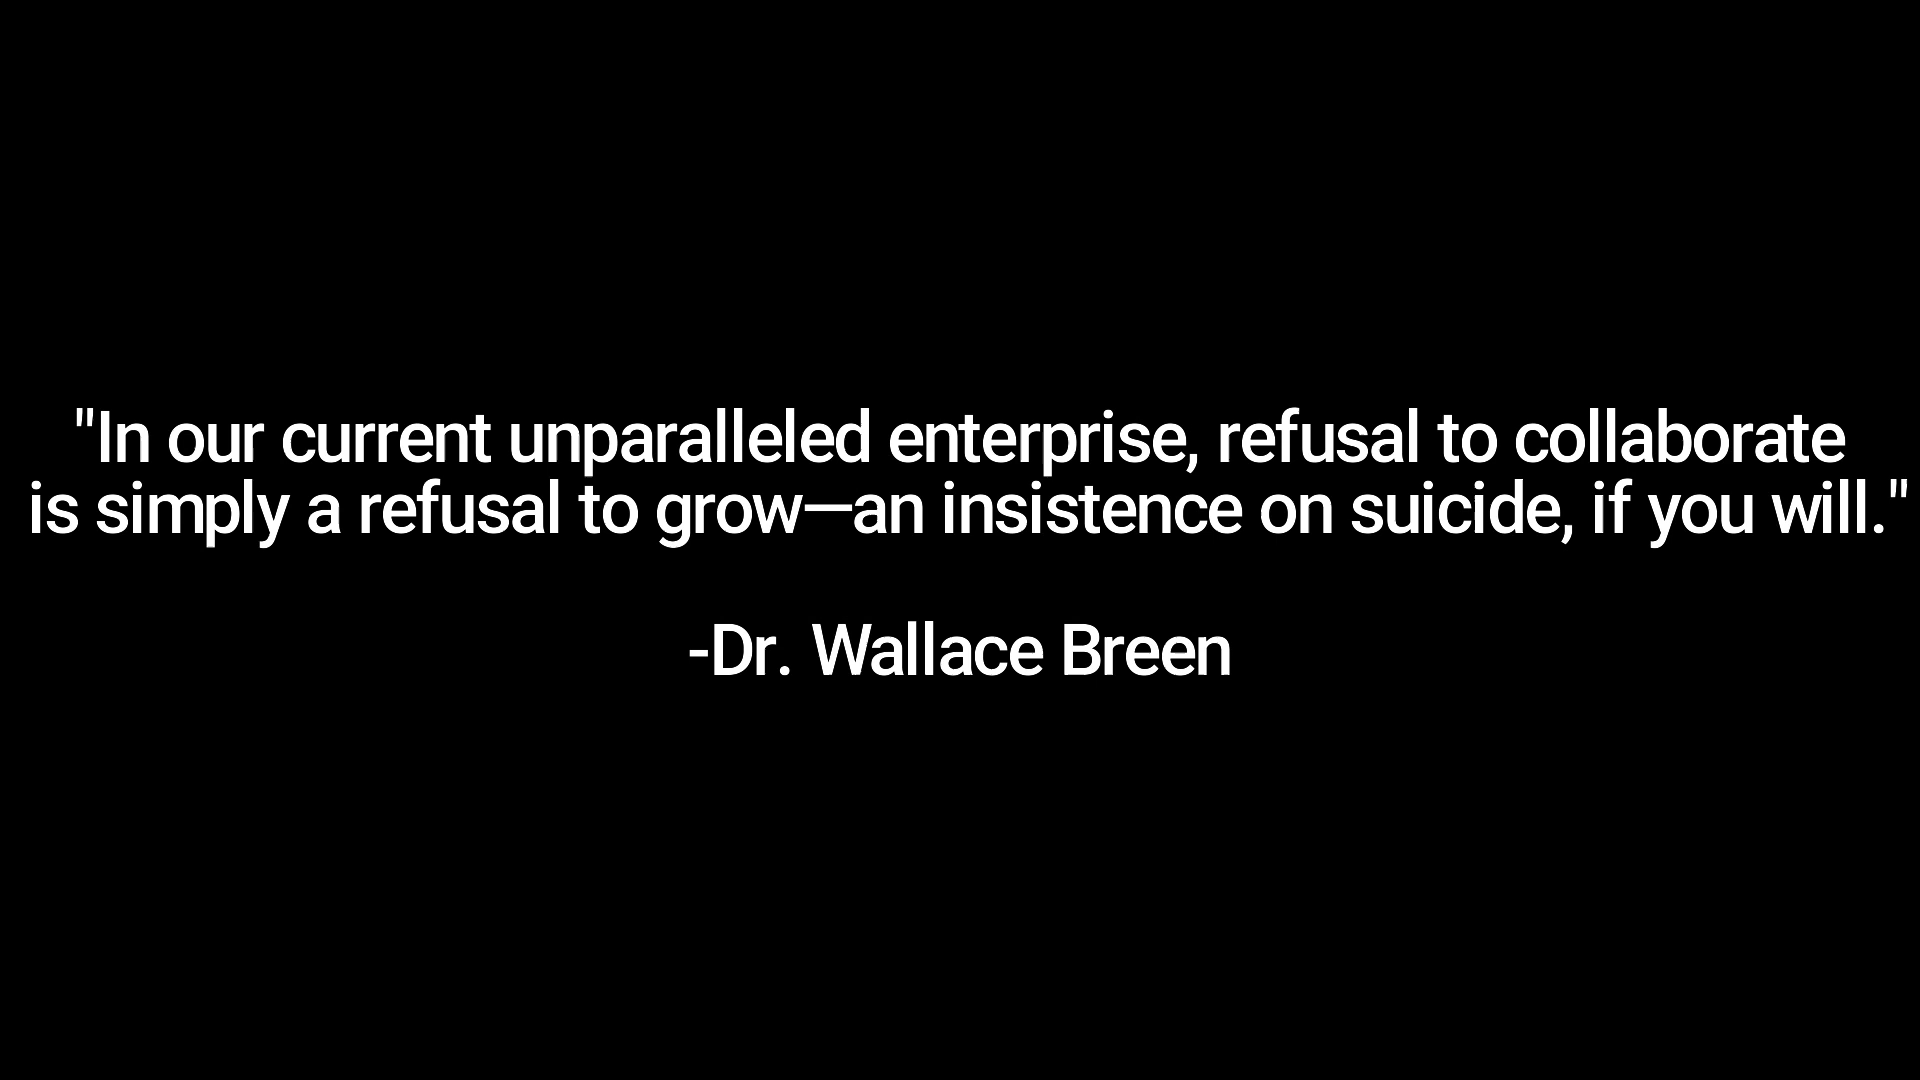 "In our current unparalleled enterprise, refusal to collaborate
is simply a refusal to grow—an insistence on suicide, if you will."
-Dr. Wallace Breen